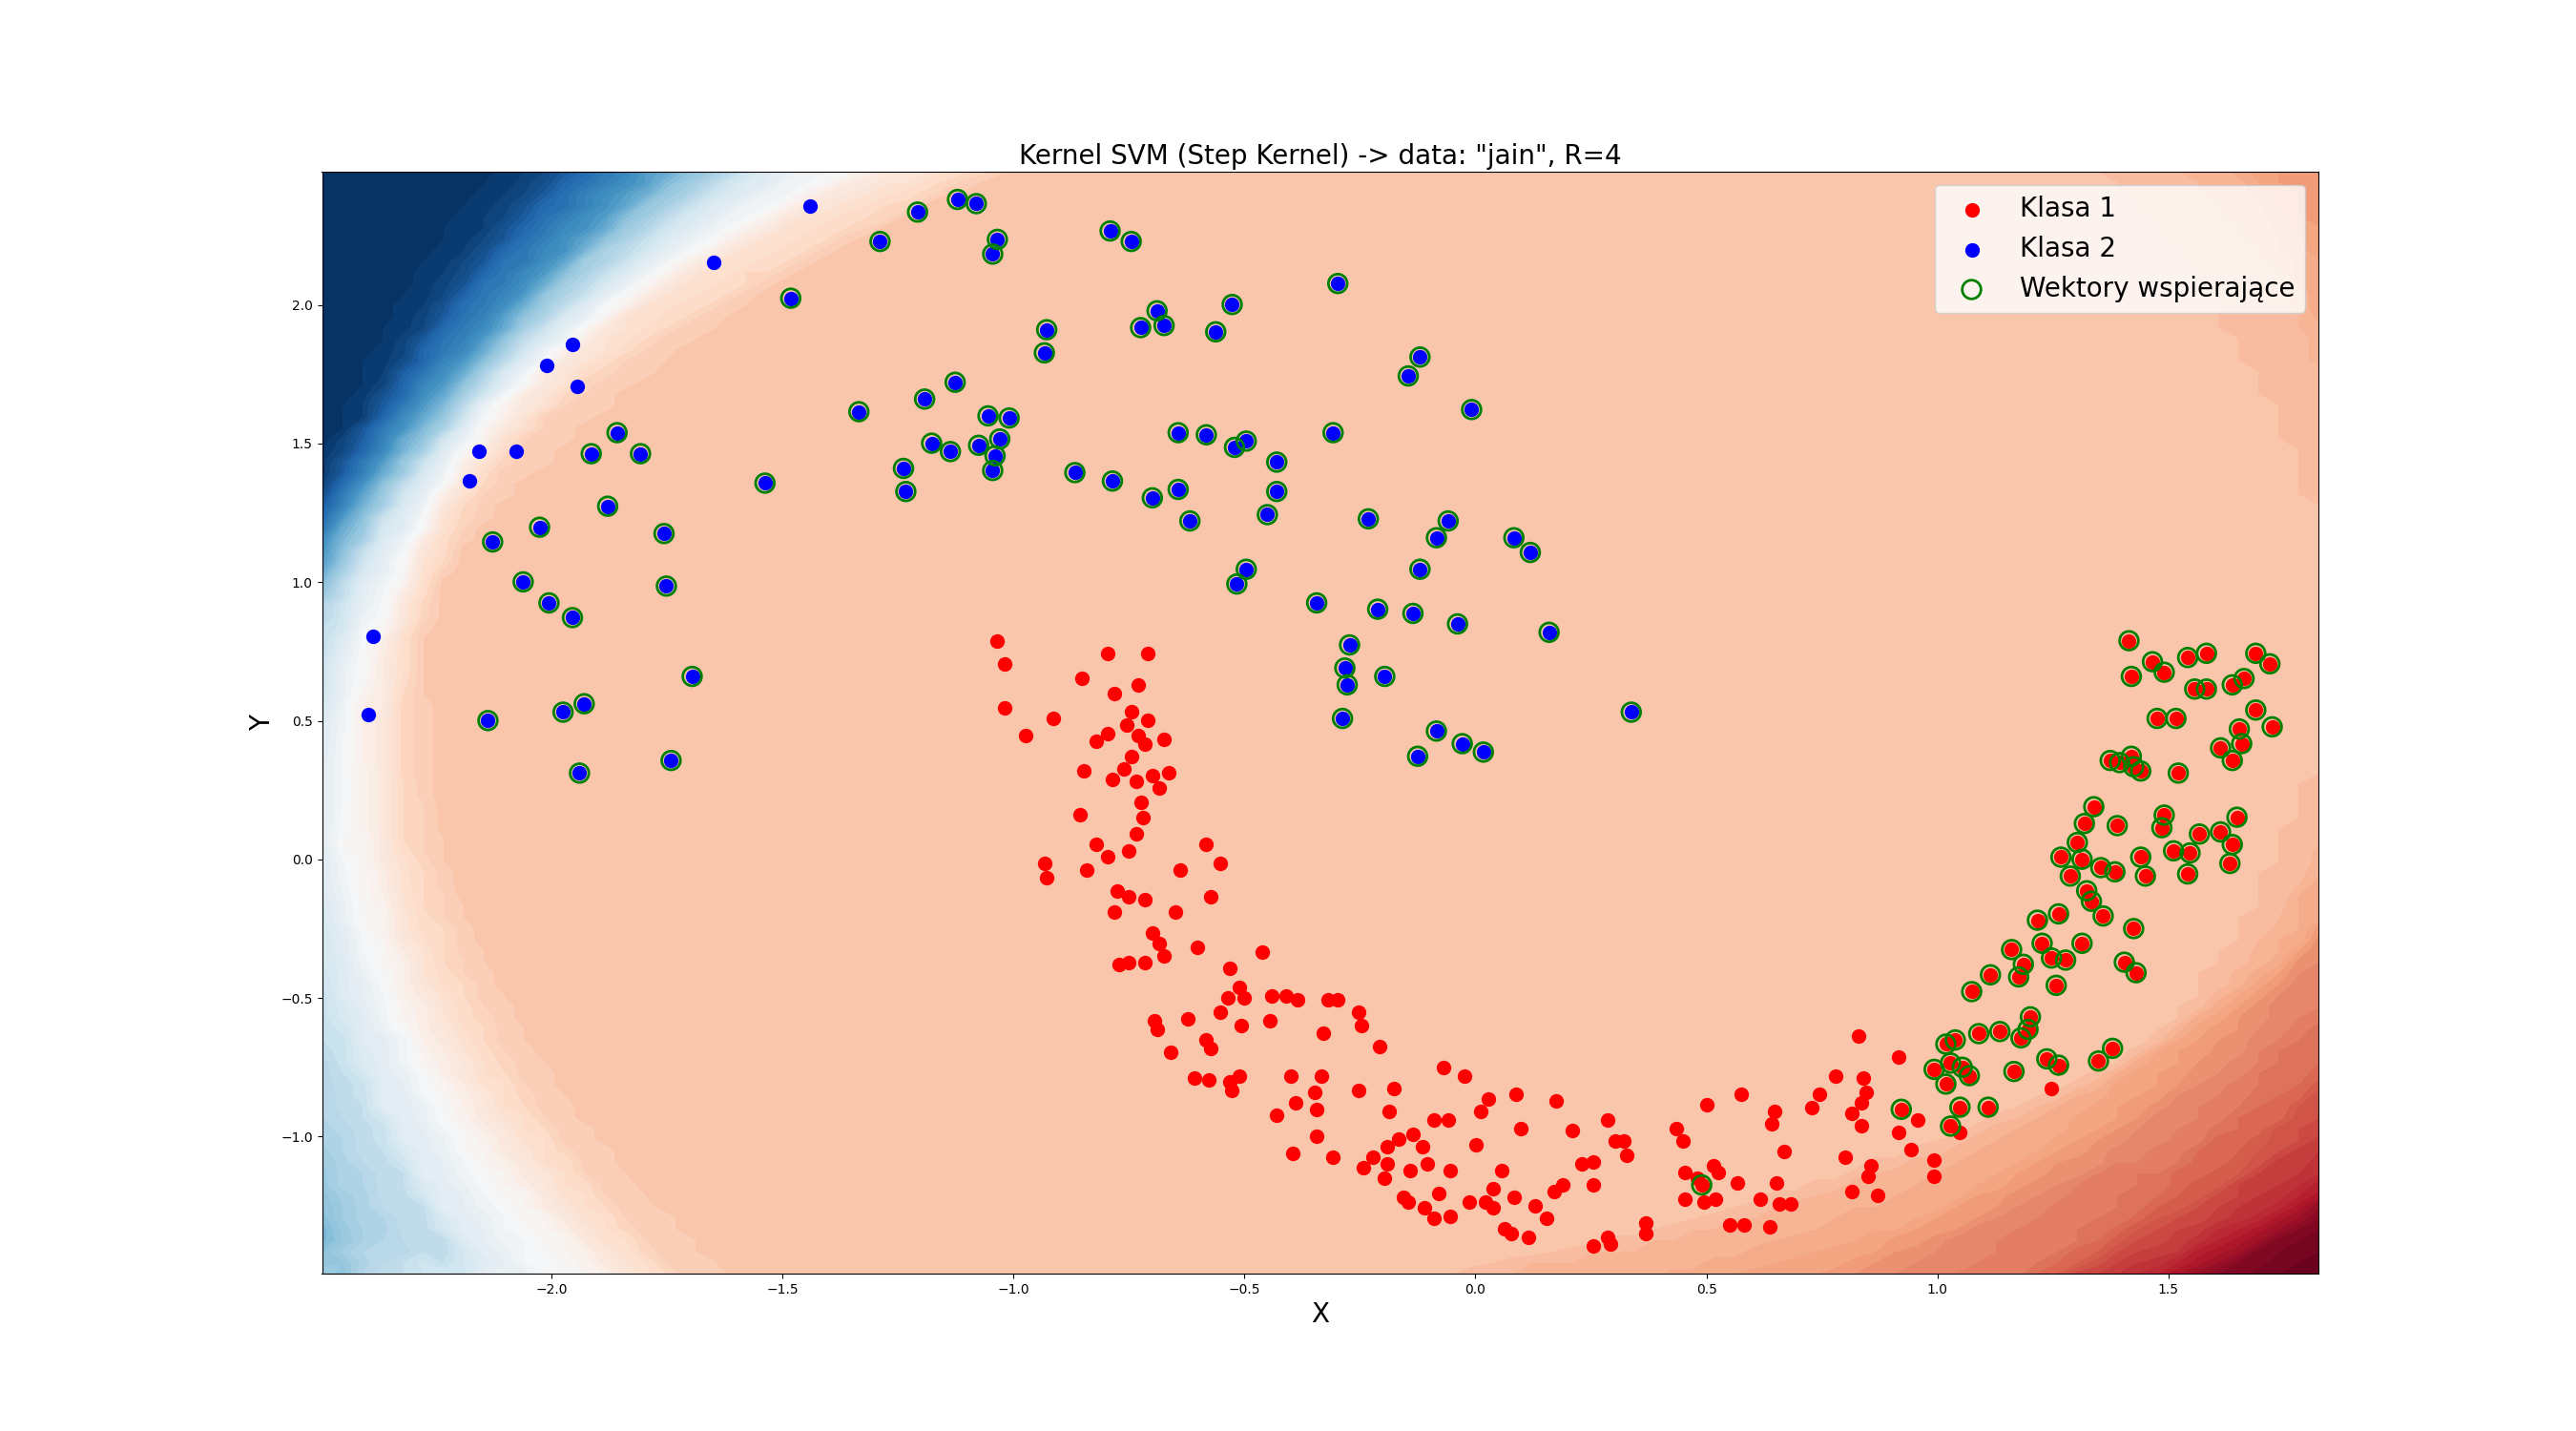 Kernel SVM (Step Kernel) -> data: "jain", R=4
Klasa 1
Klasa 2
Wektory wspierające
2.0
1.5
1.0
0.5
0.0
−0.5
−1.0
Y
−2.0 −1.5 −1.0 −0.5 0.0 0.5 1.0 1.5
X